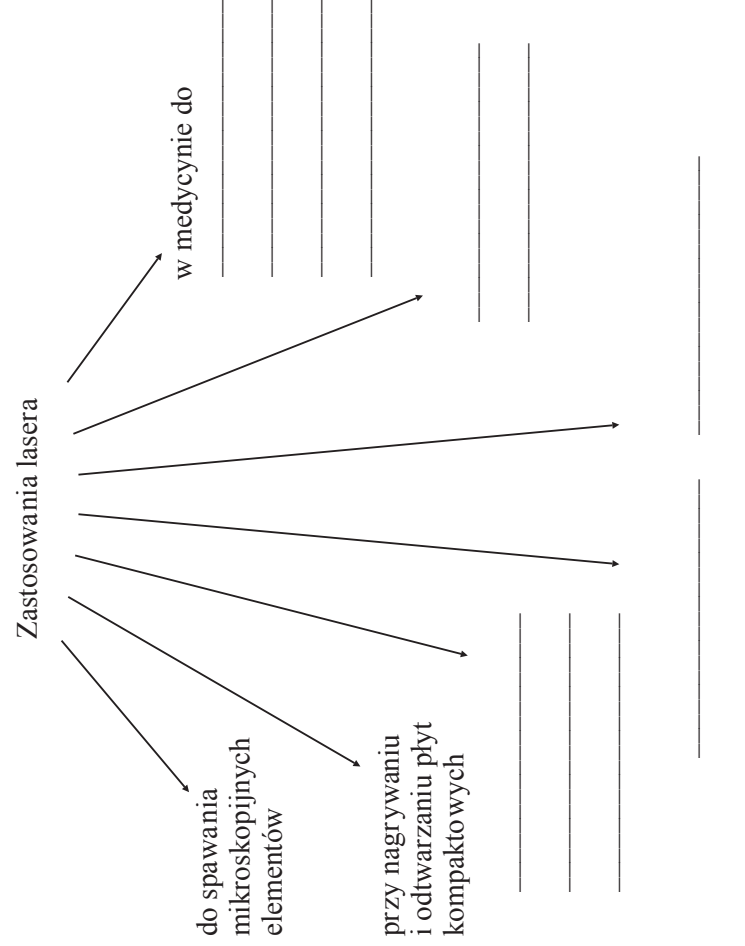 Zastosowania lasera
do spawania
mikroskopijnych
elementów
przy nagrywaniu
i odtwarzaniu płyt
kompaktowych
w medycynie do